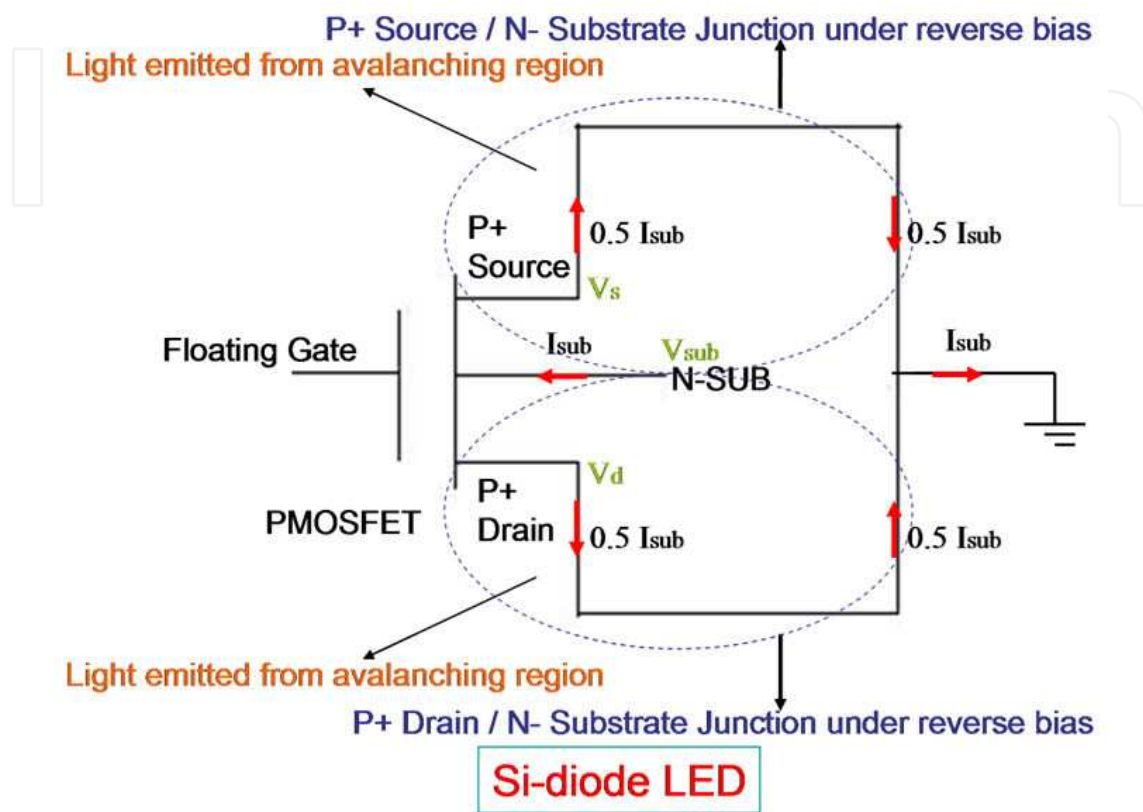 P+ Source / N- Substrate Junction under reverse bias
Light emitted from avalanching region
P+
Source
0.5 Isub
0.5 Isub
Vs
Floating Gate
Isub
Vsub
N-SUB
Isub
Vd
P+
Drain
PMOSFET
0.5 Isub
0.5 Isub
Light emitted from avalanching region
P+ Drain / N- Substrate Junction under reverse bias
Si-diode LED